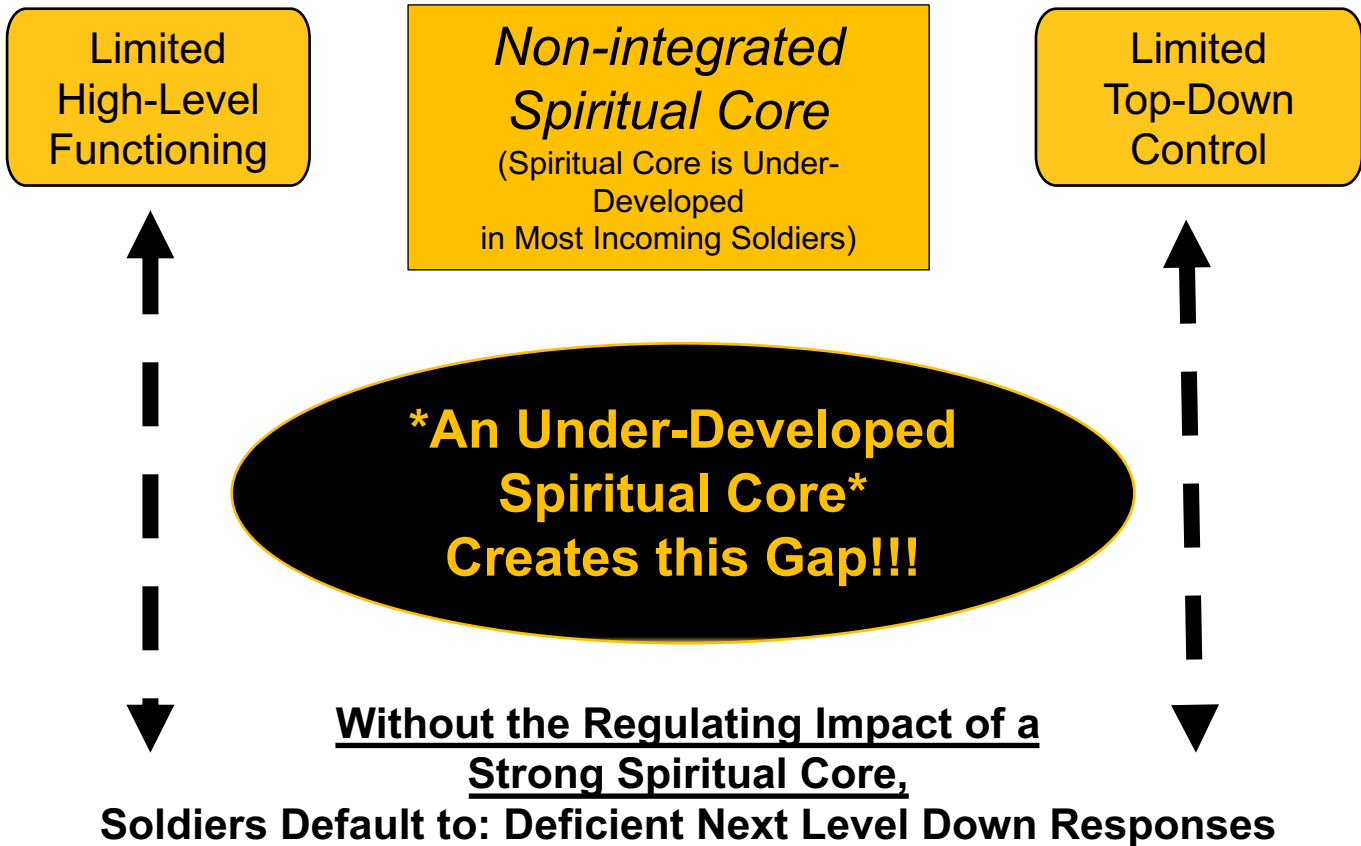 Limited
High-Level
Functioning
Non-integrated
Spiritual Core
(Spiritual Core is Under-
Developed
in Most Incoming Soldiers)
Limited
Top-Down
Control
*An Under-Developed
Spiritual Core*
Creates this Gap!!!
Without the Regulating Impact of a
Strong Spiritual Core,
Soldiers Default to: Deficient Next Level Down Responses